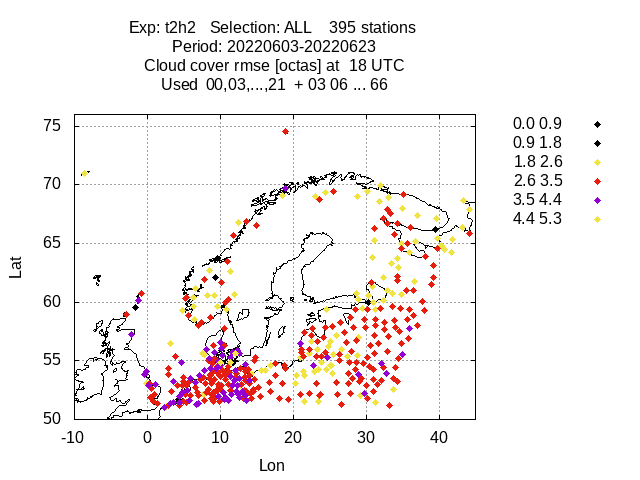 Exp: t2h2 Selection: ALL 395 stations
Period: 20220603-20220623
Cloud cover rmse [octas] at 18 UTC
Used 00,03,...,21 + 03 06 ... 66
0.0 0.9
0.9 1.8
1.8 2.6
2.6 3.5
3.5 4.4
4.4 5.3
75
70
65
60
55
50
Lat
-10 0 10 20 30 40
Lon